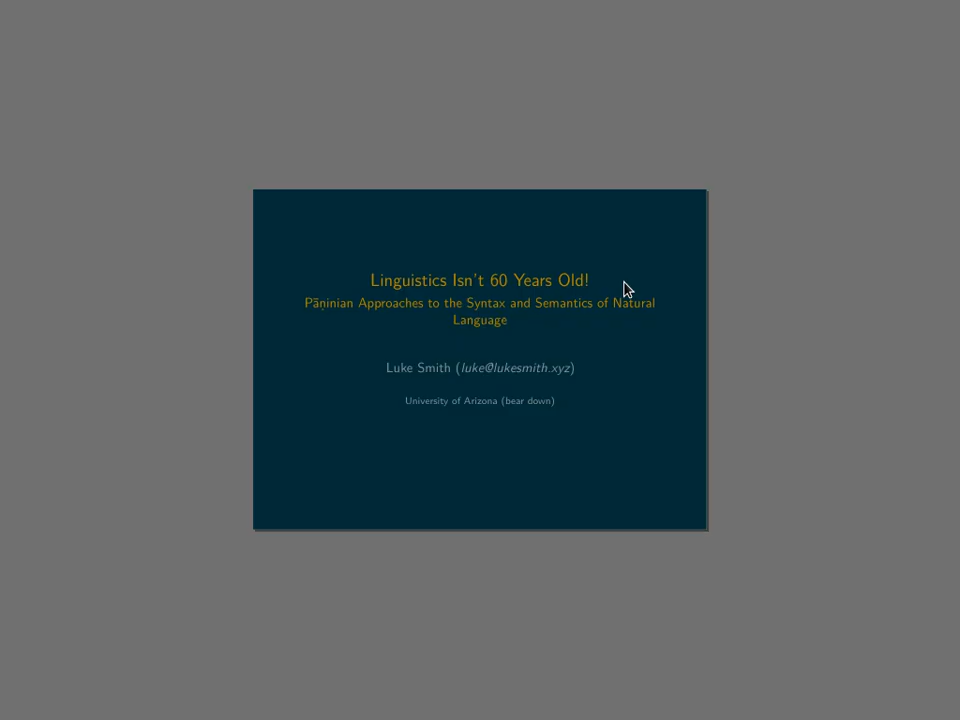 Linguistics Isn't 60 Years Old!
Pāṇinian Approaches to the Syntax and Semantics of Natural
Language
Luke Smith (luke@lukesmith.xyz)
University of Arizona (bear down)